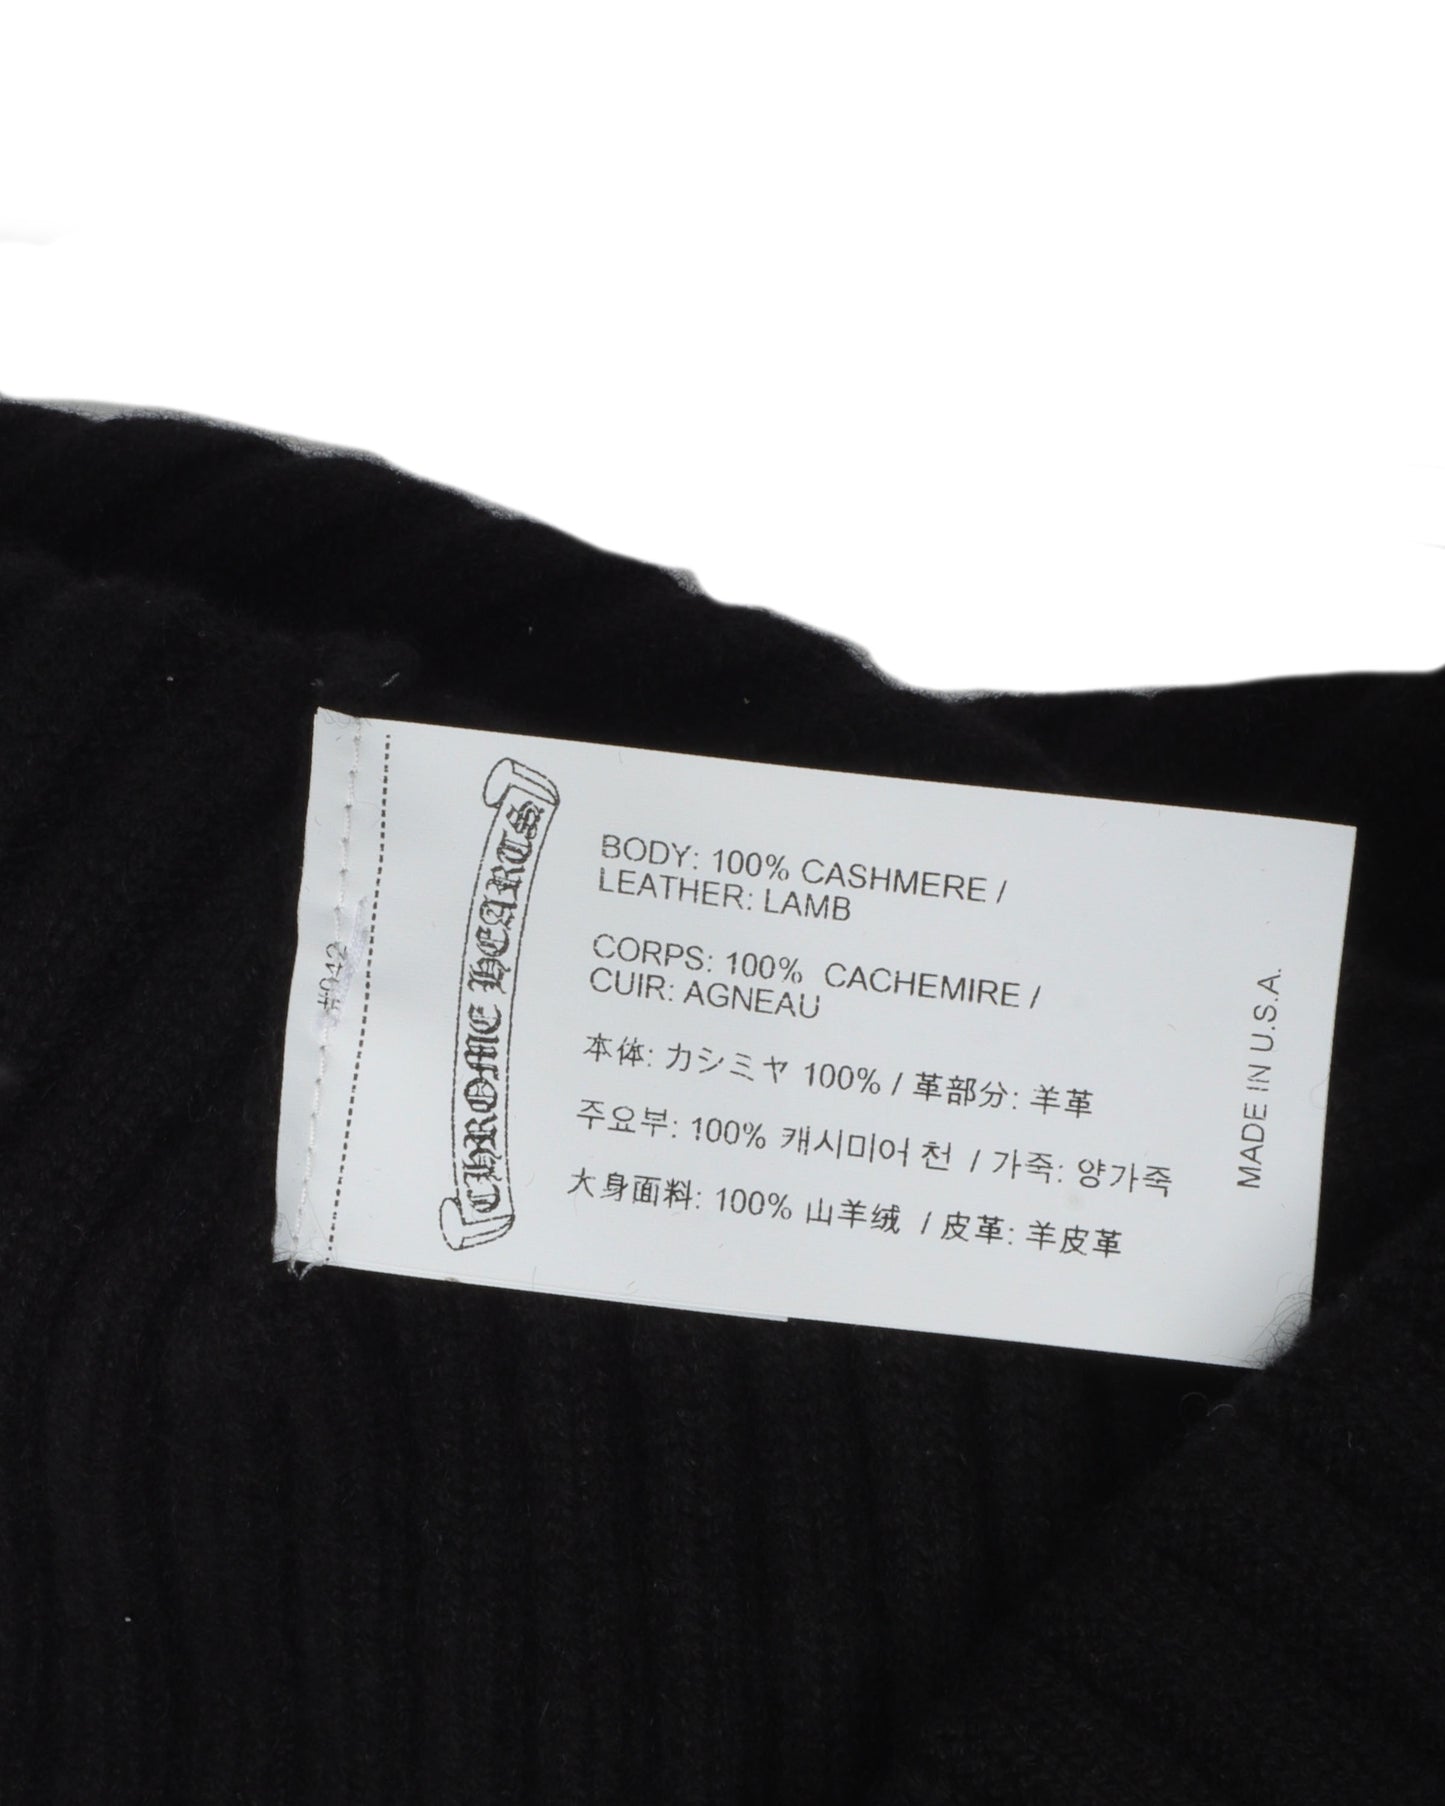 CHROME HEARTS
#042
BODY: 100% CASHMERE /
LEATHER: LAMB
CORPS: 100% CACHEMIRE /
CUIR: AGNEAU
本体: カシミヤ 100% / 革部分: 羊革
주요부: 100% 캐시미어 천 / 가죽: 양가죽
大身面料: 100% 山羊绒 / 皮革: 羊皮革
MADE IN U.S.A.